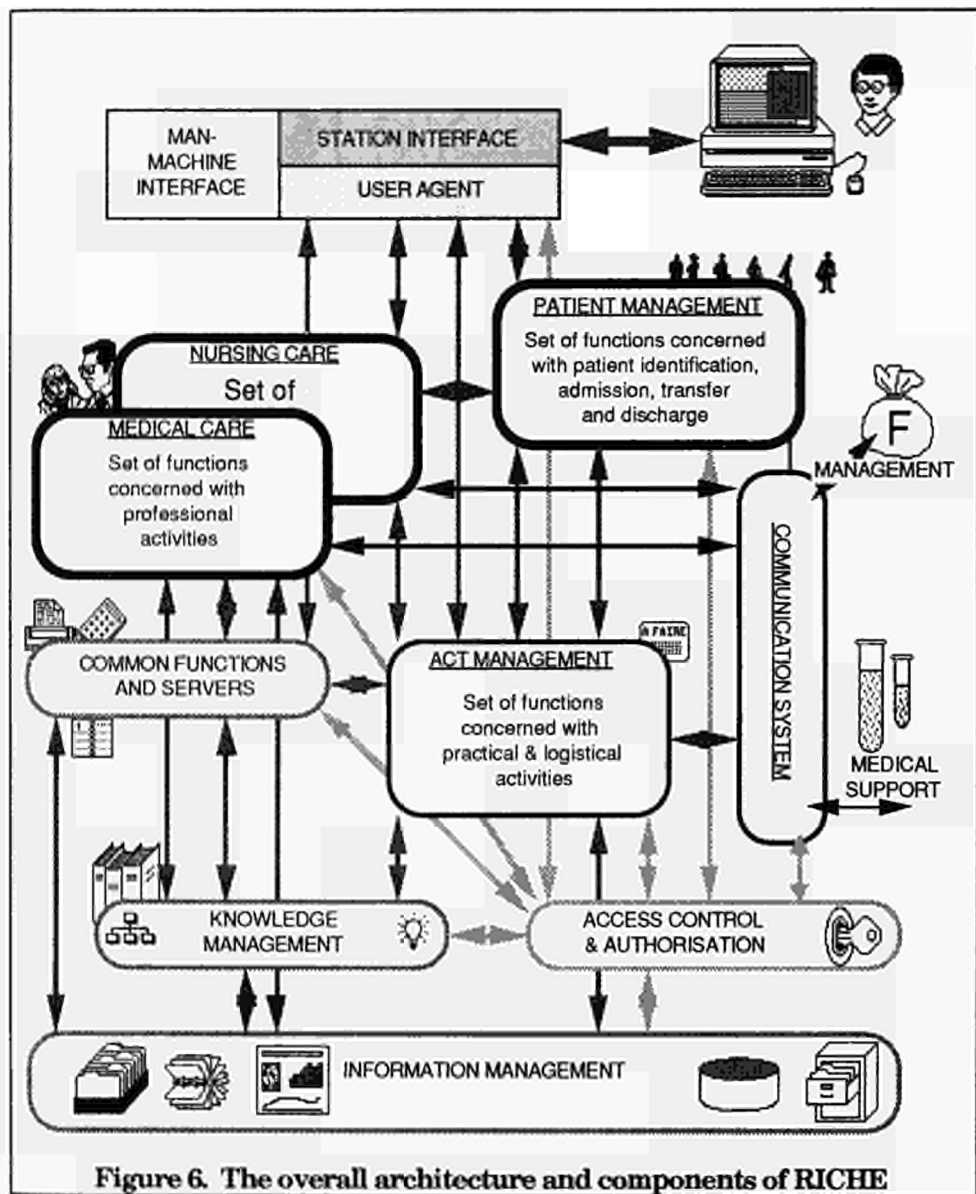 MAN-
MACHINE
INTERFACE
STATION INTERFACE
USER AGENT
PATIENT MANAGEMENT
Set of functions concerned
with patient identification,
admission, transfer
and discharge
NURSING CARE
Set of
MEDICAL CARE
Set of functions
concerned with
professional
activities
F
MANAGEMENT
COMMUNICATION SYSTEM
A FAIRE
COMMON FUNCTIONS
AND SERVERS
ACT MANAGEMENT
Set of functions
concerned with
practical & logistical
activities
MEDICAL
SUPPORT
KNOWLEDGE
MANAGEMENT
ACCESS CONTROL
& AUTHORISATION
INFORMATION MANAGEMENT
Figure 6. The overall architecture and components of RICHE